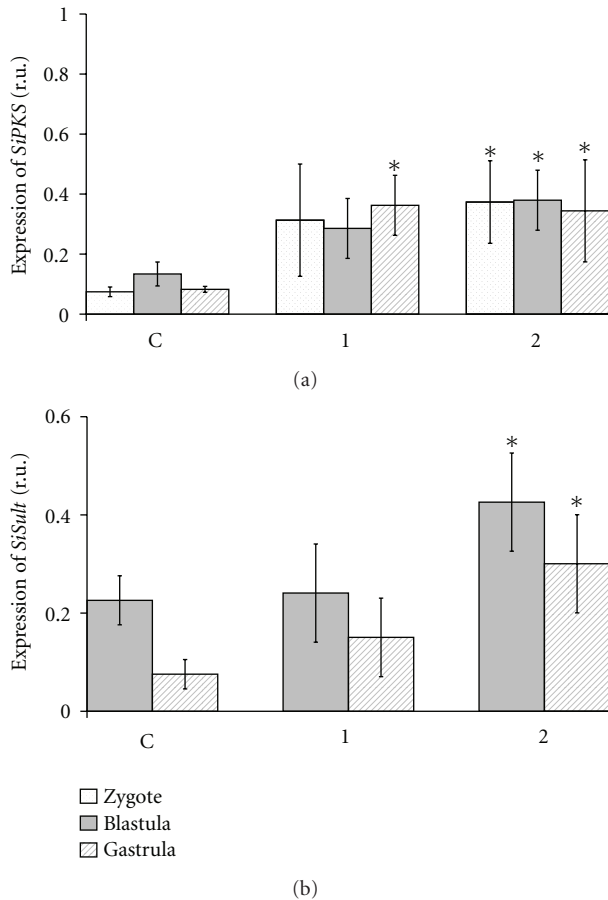 Expression of SiPKS (r.u.)
1
0.8
0.6
0.4
0.2
0
* * * *
C 1 2
(a)
Expression of SiSult (r.u.)
0.6
0.4
0.2
0
* *
C 1 2
Zygote
Blastula
Gastrula
(b)